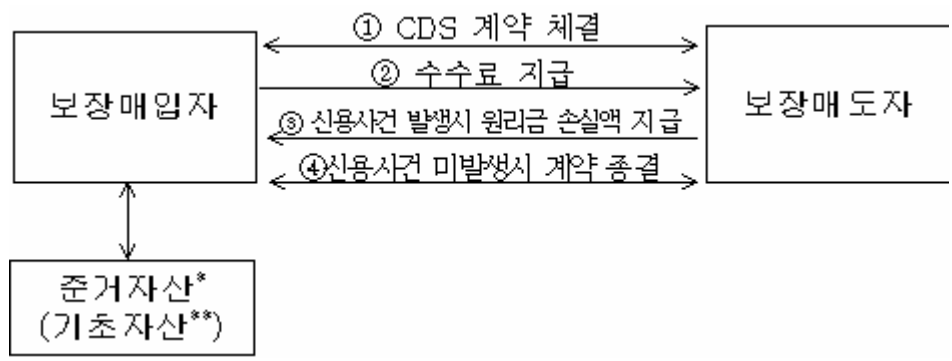 ① CDS 계약 체결
② 수수료 지급
보장매입자
보장매도자
③ 신용사건 발생시 원리금 손실액 지급
④신용사건 미발생시 계약 종결
준거자산*
(기초자산**)